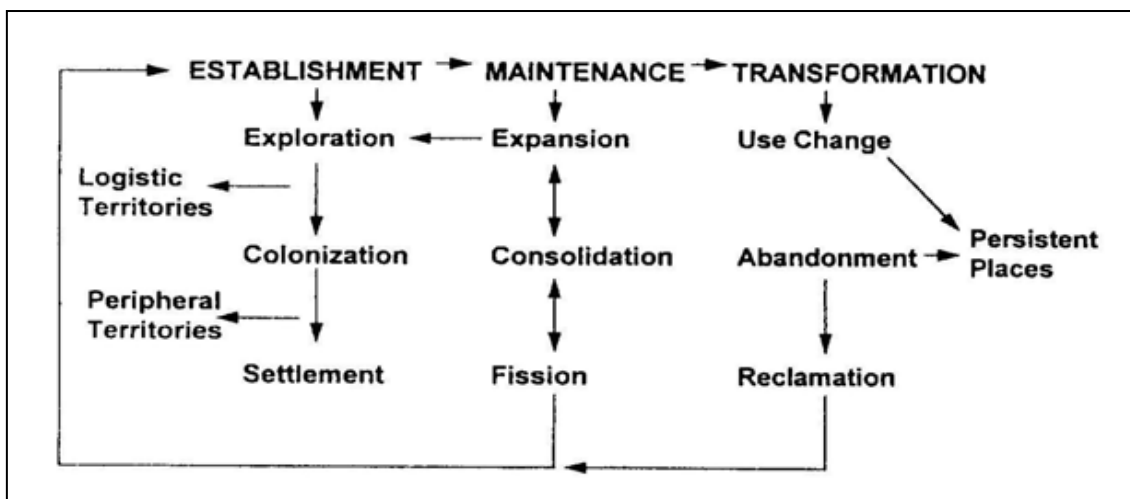 ESTABLISHMENT MAINTENANCE TRANSFORMATION
Exploration Expansion Use Change
Logistic
Territories
Persistent
Places
Colonization Consolidation Abandonment
Peripheral
Territories
Settlement Fission Reclamation